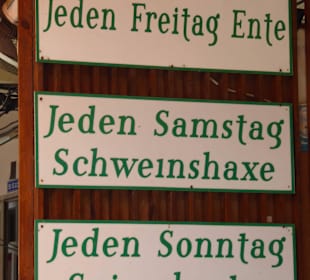 Jeden Freitag Ente
Jeden Samstag
Schweinshaxe
Jeden Sonntag